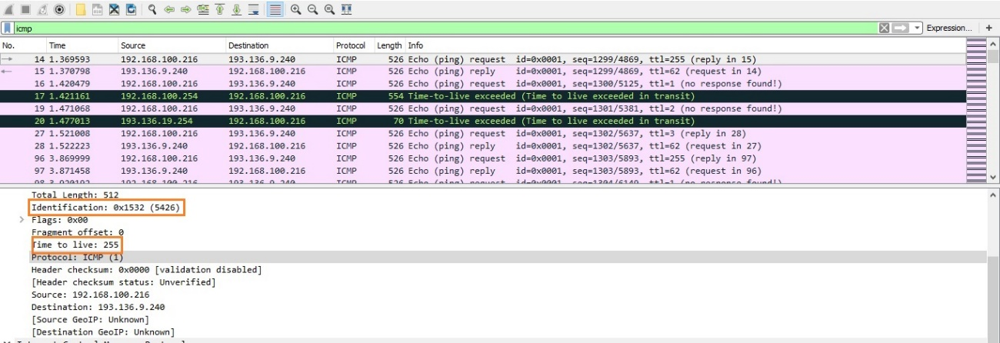 icmp Expression... +
No. Time Source Destination Protocol Length Info
14 1.369593 192.168.100.216 193.136.9.240 ICMP 526 Echo (ping) request id=0x0001, seq=1299/4869, ttl=255 (reply in 15)
15 1.370798 193.136.9.240 192.168.100.216 ICMP 526 Echo (ping) reply id=0x0001, seq=1299/4869, ttl=62 (request in 14)
16 1.420479 192.168.100.216 193.136.9.240 ICMP 526 Echo (ping) request id=0x0001, seq=1300/5125, ttl=1 (no response found!)
17 1.421161 192.168.100.254 192.168.100.216 ICMP 554 Time-to-live exceeded (Time to live exceeded in transit)
19 1.471068 192.168.100.216 193.136.9.240 ICMP 526 Echo (ping) request id=0x0001, seq=1301/5381, ttl=2 (no response found!)
20 1.477013 193.136.19.254 192.168.100.216 ICMP 70 Time-to-live exceeded (Time to live exceeded in transit)
27 1.521008 192.168.100.216 193.136.9.240 ICMP 526 Echo (ping) request id=0x0001, seq=1302/5637, ttl=3 (reply in 28)
28 1.522223 193.136.9.240 192.168.100.216 ICMP 526 Echo (ping) reply id=0x0001, seq=1302/5637, ttl=62 (request in 27)
96 3.869999 192.168.100.216 193.136.9.240 ICMP 526 Echo (ping) request id=0x0001, seq=1303/5893, ttl=255 (reply in 97)
97 3.871458 193.136.9.240 192.168.100.216 ICMP 526 Echo (ping) reply id=0x0001, seq=1303/5893, ttl=62 (request in 96)
Total Length: 512
Identification: 0x1532 (5426)
Flags: 0x00
Fragment offset: 0
Time to live: 255
Protocol: ICMP (1)
Header checksum: 0x0000 [validation disabled]
[Header checksum status: Unverified]
Source: 192.168.100.216
Destination: 193.136.9.240
[Source GeoIP: Unknown]
[Destination GeoIP: Unknown]